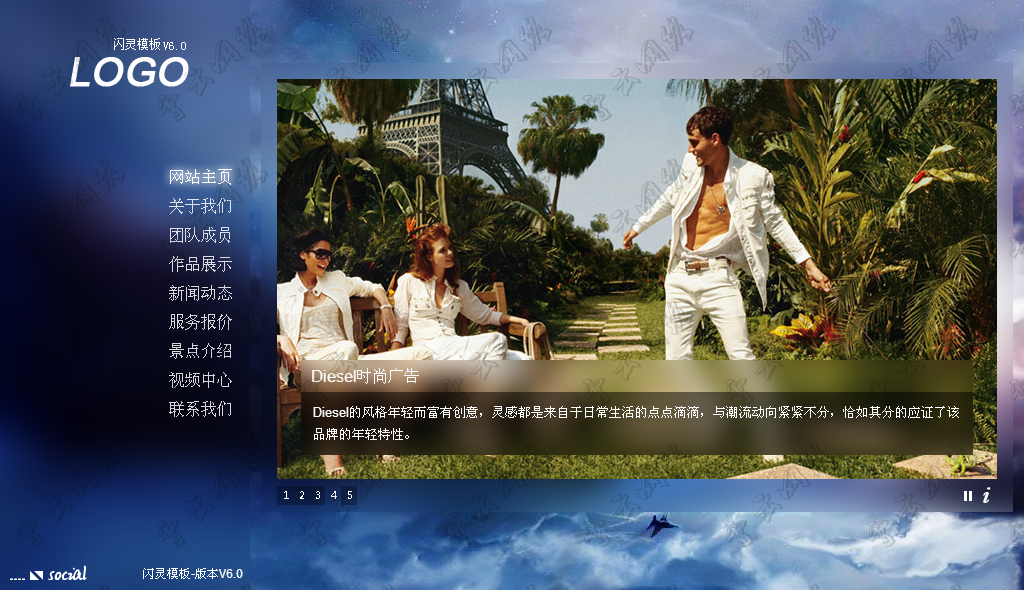 闪灵模板V6.0
LOGO
网站主页
关于我们
团队成员
作品展示
新闻动态
服务报价
景点介绍
视频中心
联系我们
Diesel时尚广告
Diesel的风格年轻而富有创意，灵感都是来自于日常生活的点点滴滴，与潮流动向紧紧不分，恰如其分的应证了该
品牌的年轻特性。
1 2 3 4 5
i
social
闪灵模板-版本V6.0